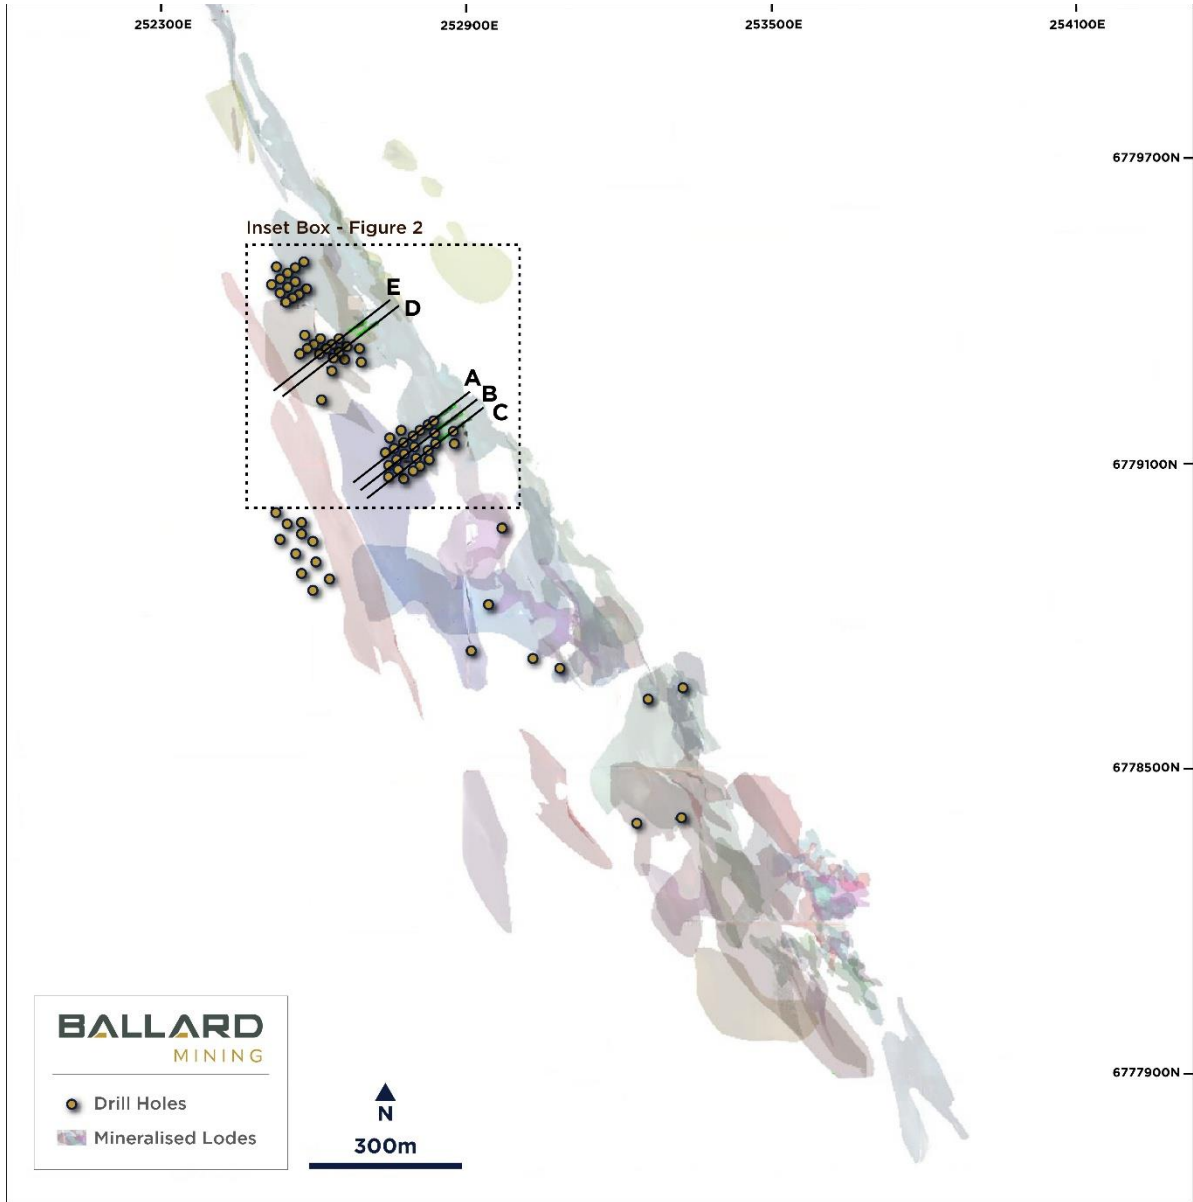 252300E
252900E
253500E
254100E
6779700N
Inset Box - Figure 2
E
D
A
B
C
6779100N
6778500N
6777900N
BALLARD
MINING
Drill Holes
Mineralised Lodes
N
300m